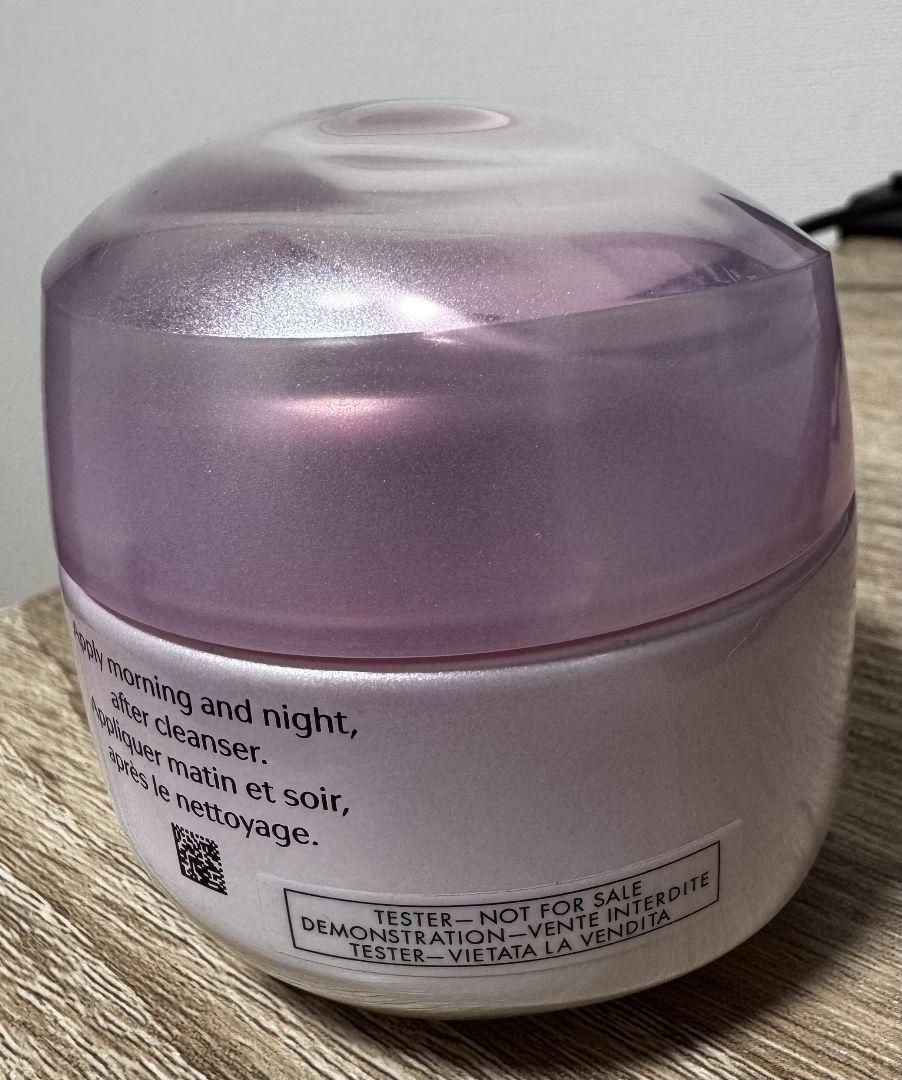 Apply morning and night,
after cleanser.
Appliquer matin et soir,
après le nettoyage.
TESTER—NOT FOR SALE
DEMONSTRATION—VENTE INTERDITE
TESTER—VIETATA LA VENDITA